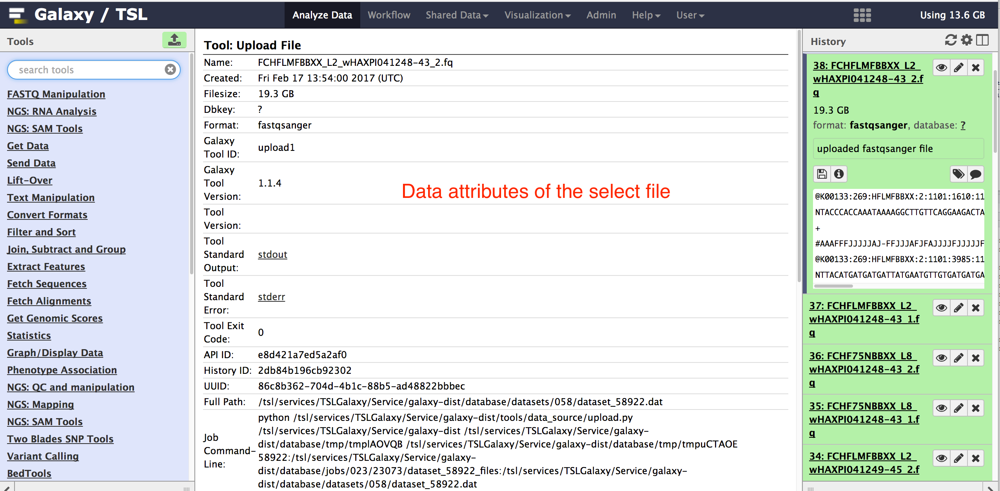 Galaxy / TSL
Analyze Data Workflow Shared Data Visualization Admin Help User
Using 13.6 GB
Tools
search tools
FASTQ Manipulation
NGS: RNA Analysis
NGS: SAM Tools
Get Data
Send Data
Lift-Over
Text Manipulation
Convert Formats
Filter and Sort
Join, Subtract and Group
Extract Features
Fetch Sequences
Fetch Alignments
Get Genomic Scores
Statistics
Graph/Display Data
Phenotype Association
NGS: QC and manipulation
NGS: Mapping
NGS: SAM Tools
Two Blades SNP Tools
Variant Calling
BedTools
Tool: Upload File
Name: FCHFLMFBBXX_L2_wHAXPI041248-43_2.fq
Created: Fri Feb 17 13:54:00 2017 (UTC)
Filesize: 19.3 GB
Dbkey: ?
Format: fastqsanger
Galaxy
Tool ID: upload1
Galaxy
Tool 1.1.4
Version:
Data attributes of the select file
Tool
Version:
Tool
Standard stdout
Output:
Tool
Standard stderr
Error:
Tool Exit
Code: 0
API ID: e8d421a7ed5a2af0
History ID: 2db84b196cb92302
UUID: 86c8b362-704d-4b1c-88b5-ad48822bbbec
Full Path: /tsl/services/TSLGalaxy/Service/galaxy-dist/database/datasets/058/dataset_58922.dat
Job
Command-
Line:
python /tsl/services/TSLGalaxy/Service/galaxy-dist/tools/data_source/upload.py
/tsl/services/TSLGalaxy/Service/galaxy-dist /tsl/services/TSLGalaxy/Service/galaxy-
dist/database/tmp/tmplAOVQB /tsl/services/TSLGalaxy/Service/galaxy-dist/database/tmp/tmpuCTAOE
58922:/tsl/services/TSLGalaxy/Service/galaxy-
dist/database/jobs/023/23073/dataset_58922_files:/tsl/services/TSLGalaxy/Service/galaxy-
dist/database/datasets/058/dataset_58922.dat
History
38: FCHFLMFBBXX_L2_
wHAXPI041248-43_2.f
q
19.3 GB
format: fastqsanger, database: ?
uploaded fastqsanger file
@K00133:269:HFLMFBBXX:2:1101:1610:11
NTACCCACCAAATAAAAGGCTTGTTCAGGAAGACTA
+
#AAAFFFJJJJJAJ-FFJJJAFJFAJJJJFJJJJJF
@K00133:269:HFLMFBBXX:2:1101:3985:11
NTTACATGATGATGATTATGAATGTTGTGATGATGA
37: FCHFLMFBBXX_L2_
wHAXPI041248-43_1.f
q
36: FCHF75NBBXX_L8_
wHAXPI041248-43_2.f
q
35: FCHF75NBBXX_L8_
wHAXPI041248-43_1.f
q
34: FCHFLMFBBXX_L2_
wHAXPI041249-45_2.f